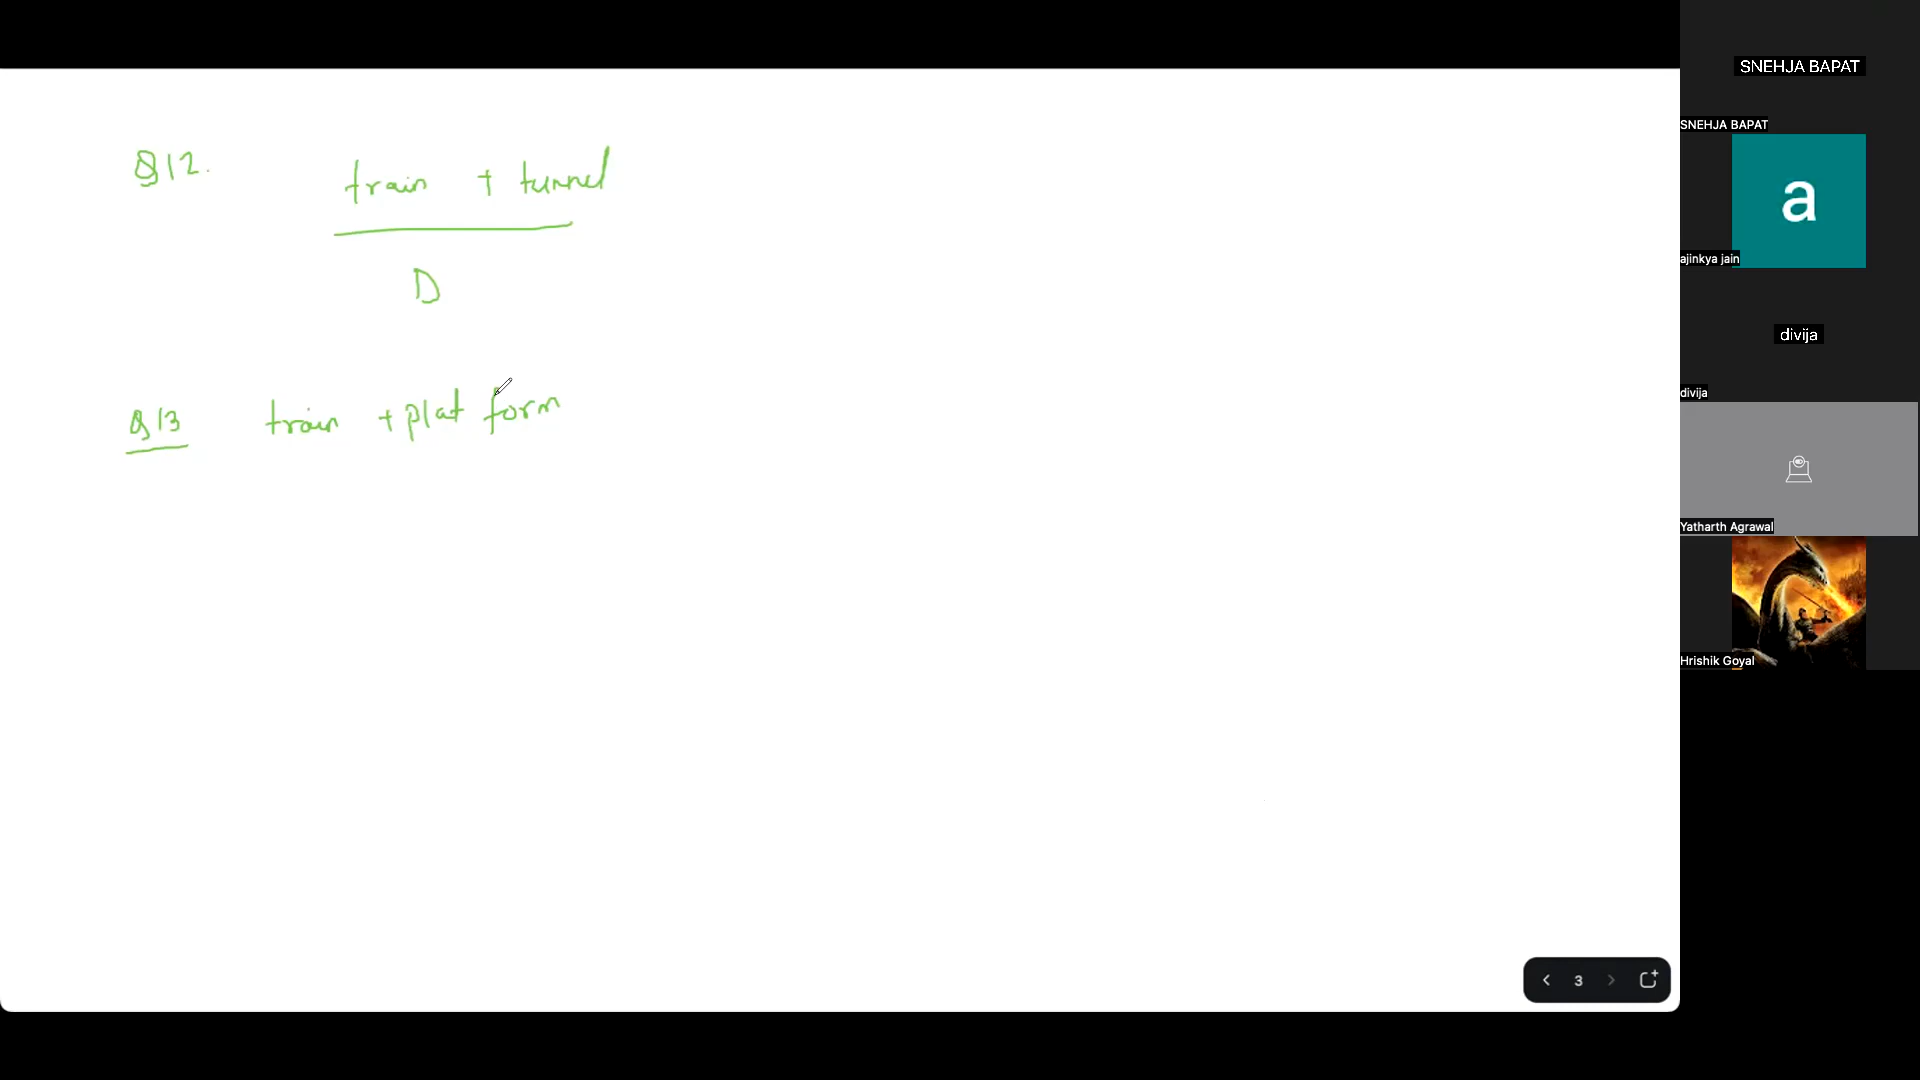 Q12.
train + tunnel
D
Q13 train + plat form
3
SNEHJA BAPAT
SNEHJA BAPAT
a
ajinkya jain
divija
divija
Yatharth Agrawal
Hrishik Goyal